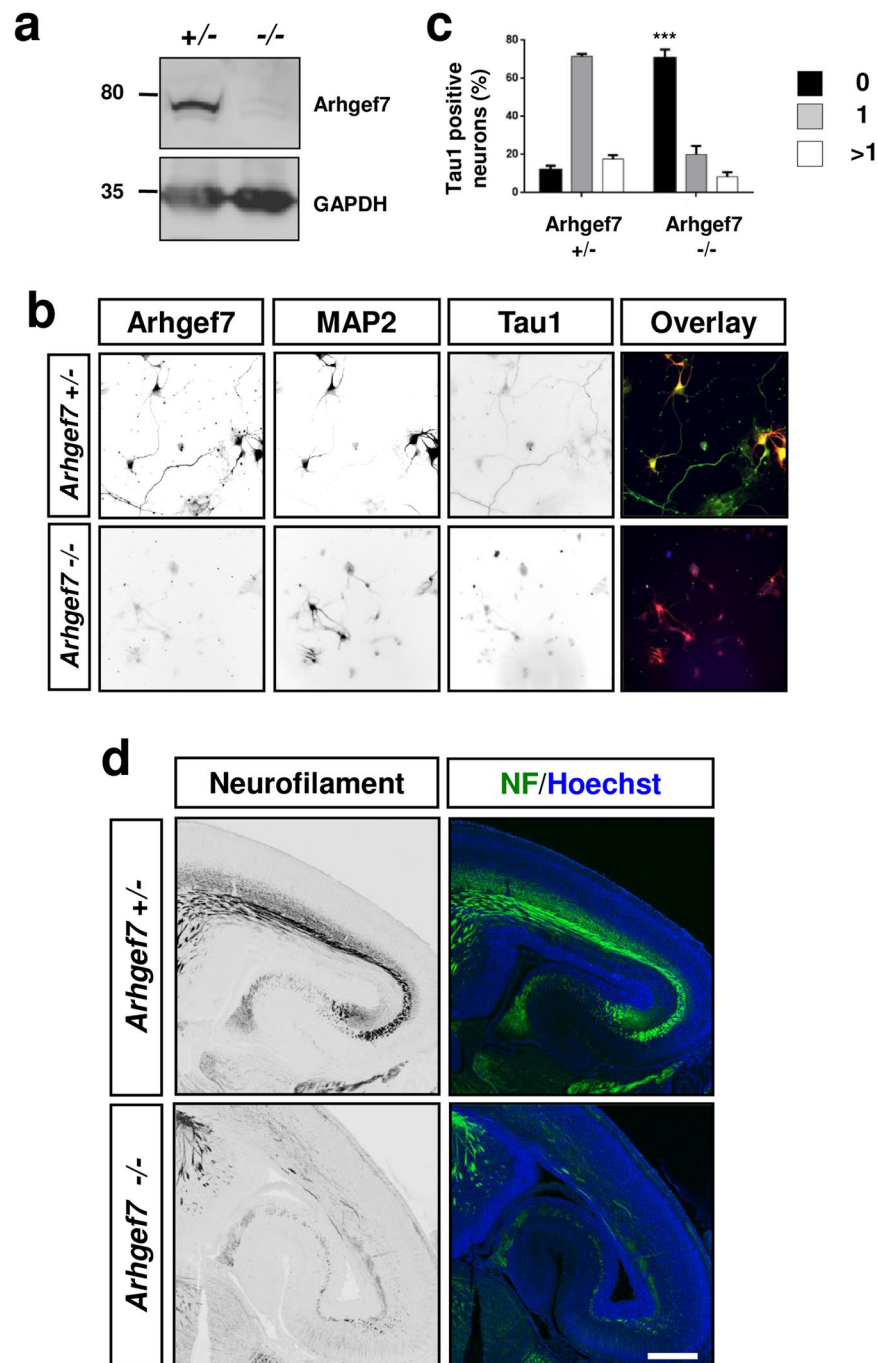 a
+/- -/-
80
Arhgef7
35
GAPDH
c
Tau1 positive
neurons (%)
80
60
40
20
0
***
Arhgef7
+/-
Arhgef7
-/-
0
1
>1
b
Arhgef7 MAP2 Tau1 Overlay
Arhgef7 +/-
Arhgef7 -/-
d
Neurofilament NF/Hoechst
Arhgef7 +/-
Arhgef7 -/-